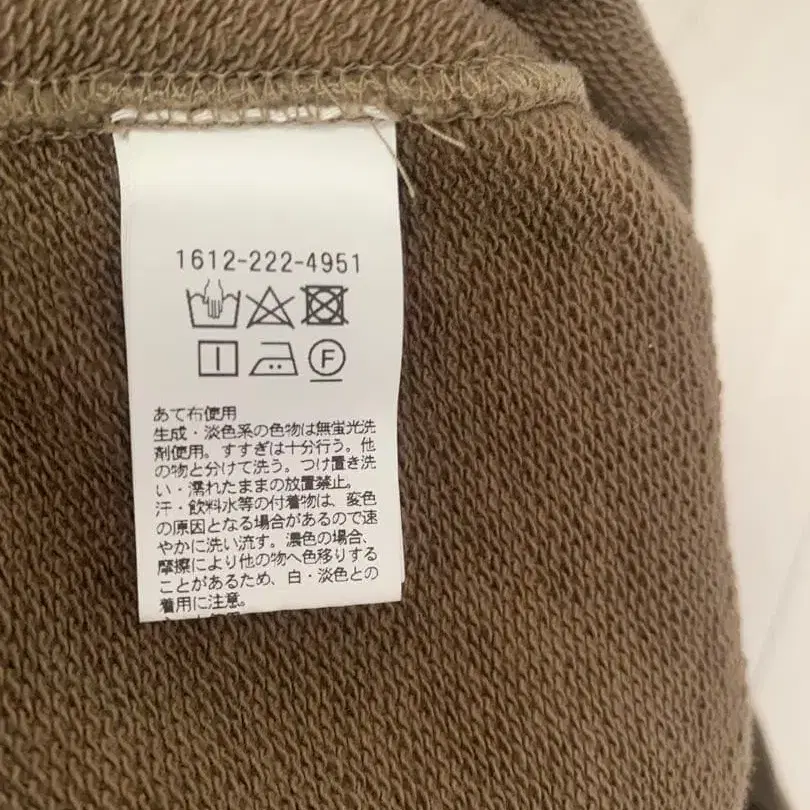 1612-222-4951
F
あて布使用
生成・淡色系の色物は無蛍光洗
剤使用。すすぎは十分行う。他
の物と分けて洗う。つけ置き洗
い・濡れたままの放置禁止。
汗・飲料水等の付着物は、変色
の原因となる場合があるので速
やかに洗い流す。濃色の場合、
摩擦により他の物へ色移りする
ことがあるため、白・淡色との
着用に注意。